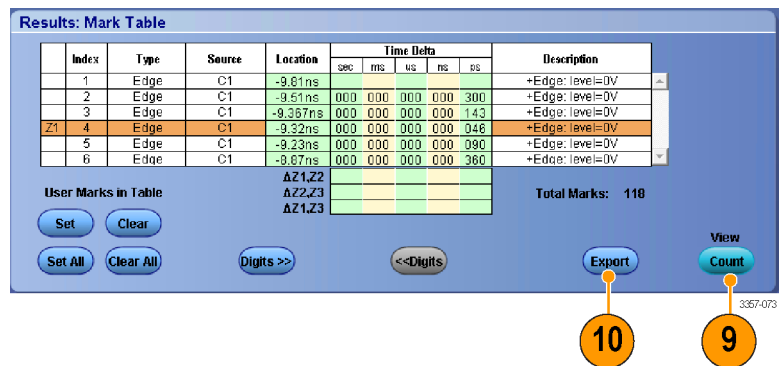 Results: Mark Table
Index Type Source Location Time Delta Description
sec ms us ns ps
1 Edge C1 -9.81ns +Edge: level=0V
2 Edge C1 -9.51ns 000 000 000 000 300 +Edge: level=0V
3 Edge C1 -9.367ns 000 000 000 000 143 +Edge: level=0V
Z1 4 Edge C1 -9.32ns 000 000 000 000 046 +Edge: level=0V
5 Edge C1 -9.23ns 000 000 000 000 090 +Edge: level=0V
6 Edge C1 -8.87ns 000 000 000 000 360 +Edge: level=0V
ΔZ1,Z2
User Marks in Table ΔZ2,Z3 Total Marks: 118
ΔZ1,Z3
Set Clear
View
Set All Clear All Digits >> <<Digits Export Count
3357-073
10 9